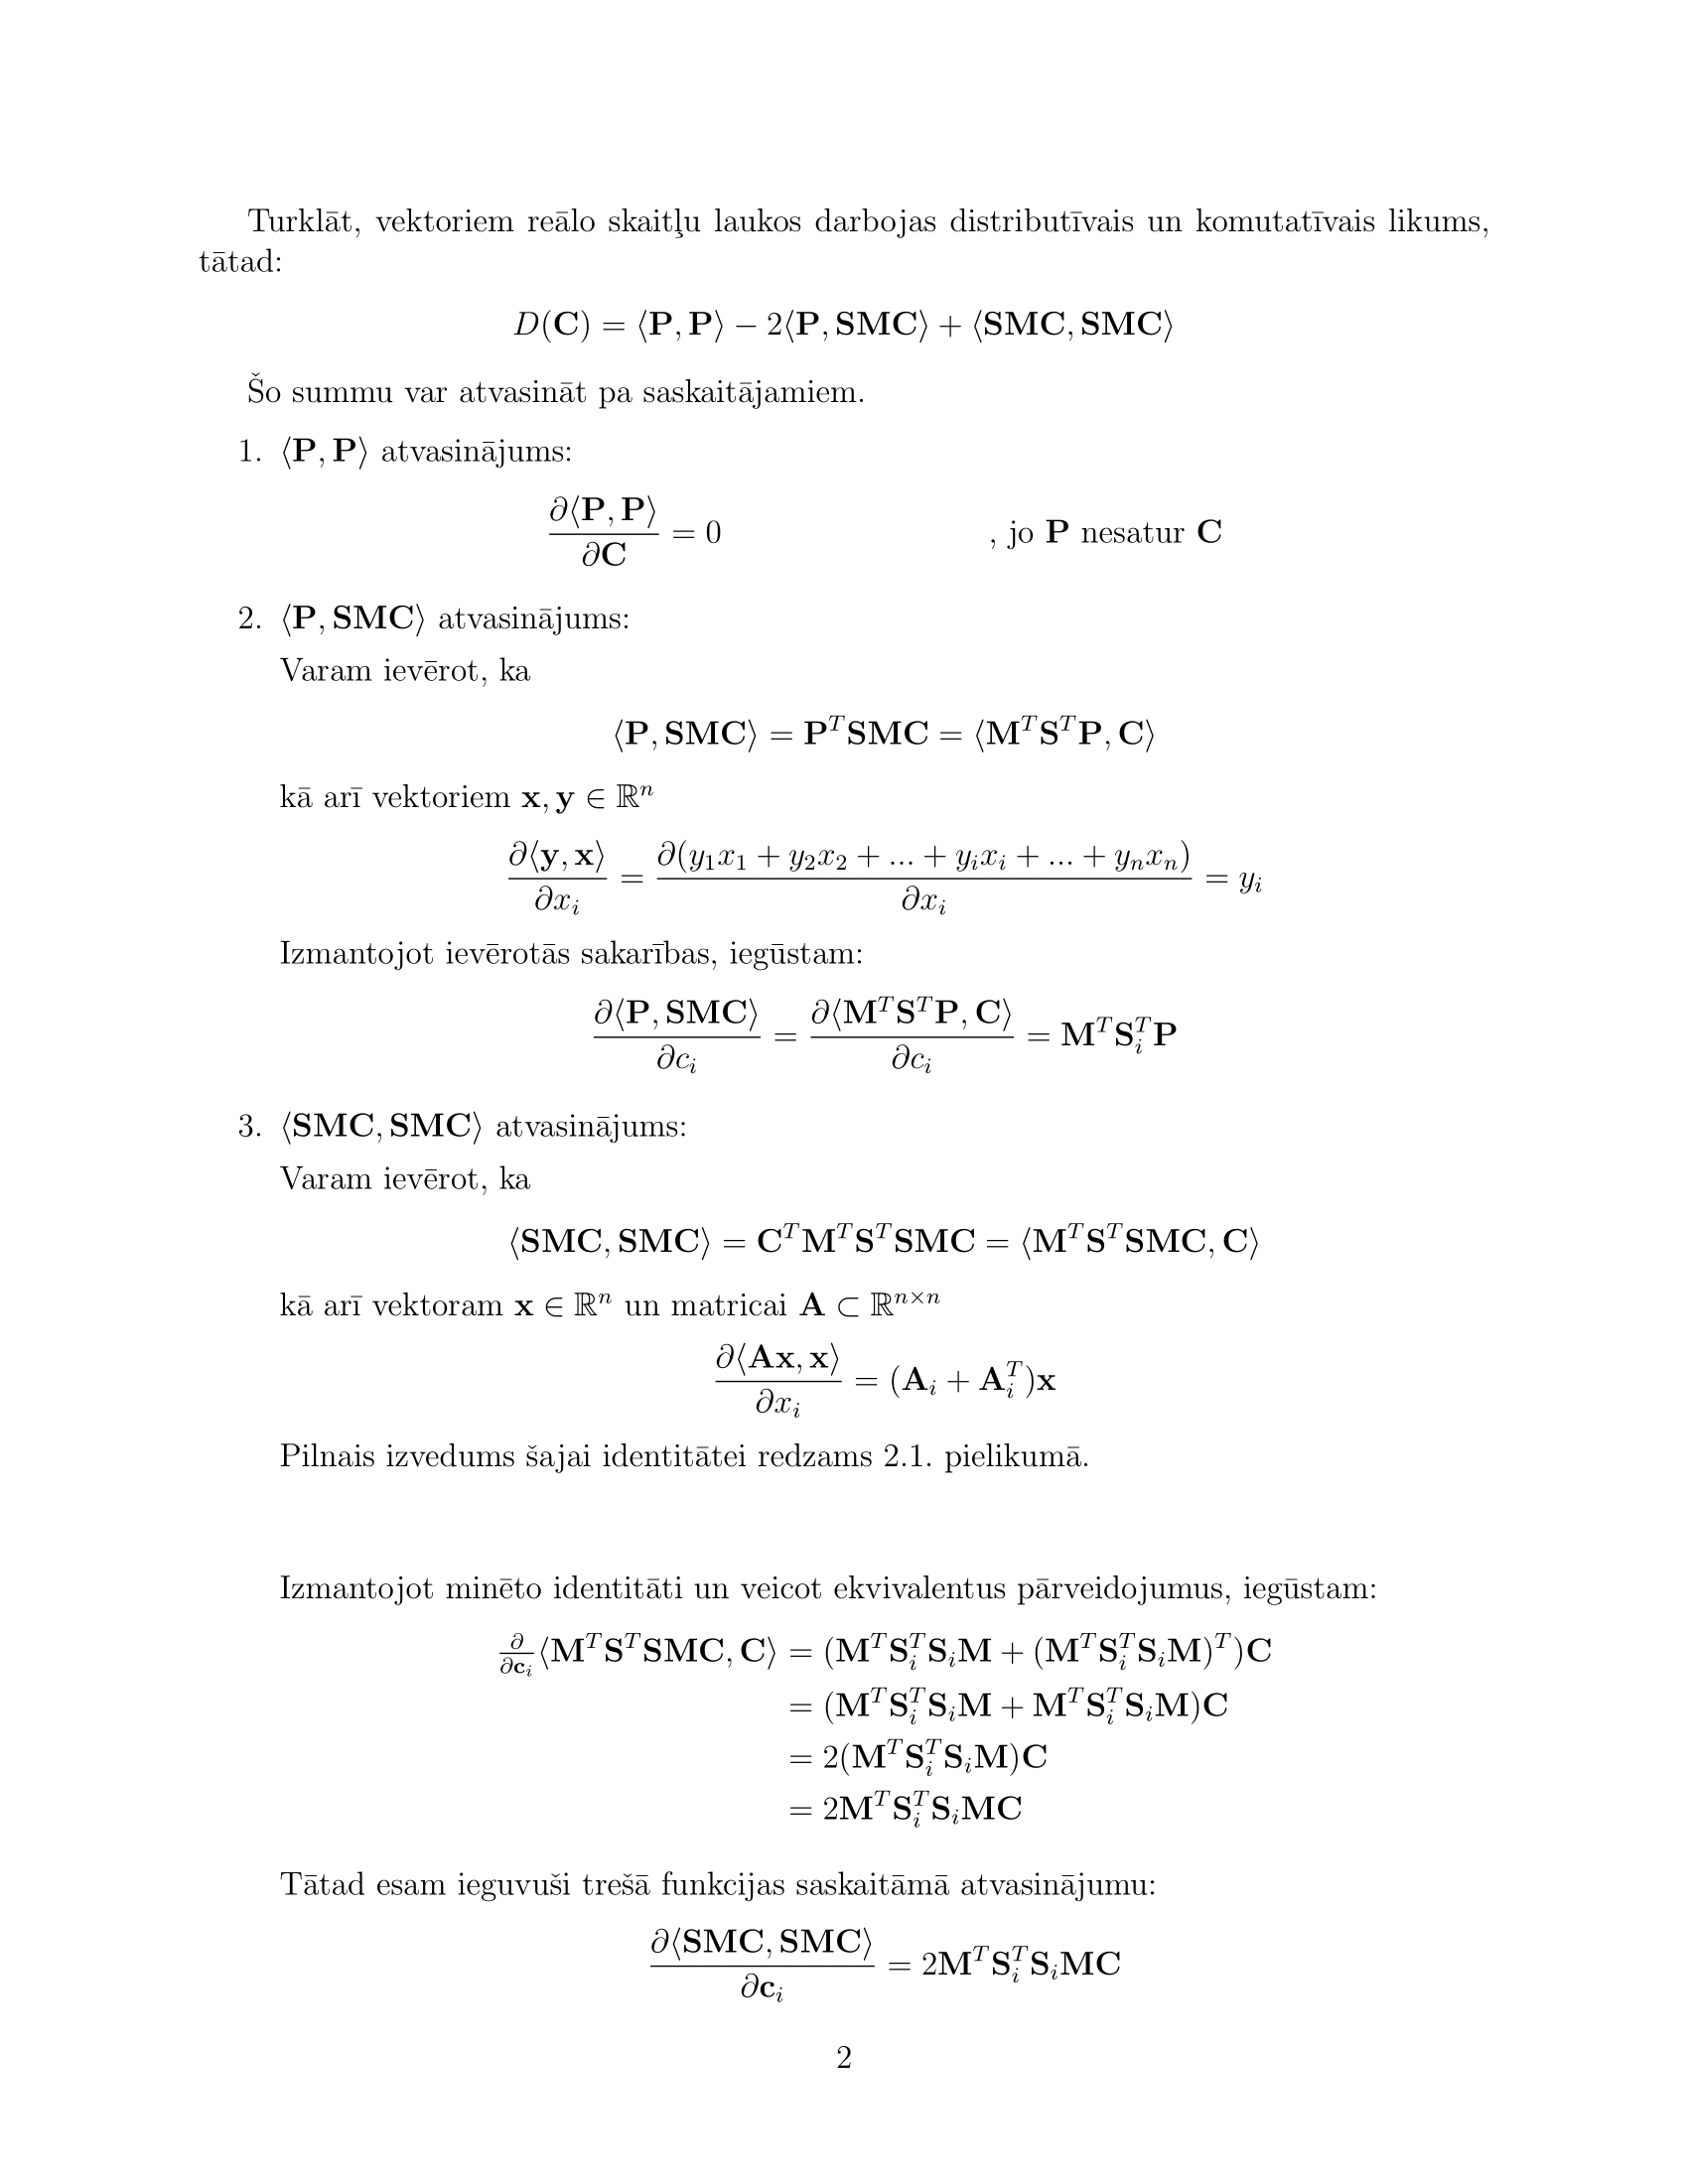 Turklāt, vektoriem reālo skaitļu laukos darbojas distributīvais un komutatīvais likums,
tātad:
$D(\mathbf{C}) = \langle \mathbf{P}, \mathbf{P} \rangle - 2\langle \mathbf{P}, \mathbf{SMC} \rangle + \langle \mathbf{SMC}, \mathbf{SMC} \rangle$
Šo summu var atvasināt pa saskaitājamiem.
1. $\langle \mathbf{P}, \mathbf{P} \rangle$ atvasinājums:
$\frac{\partial \langle \mathbf{P}, \mathbf{P} \rangle}{\partial \mathbf{C}} = 0$ , jo $\mathbf{P}$ nesatur $\mathbf{C}$
2. $\langle \mathbf{P}, \mathbf{SMC} \rangle$ atvasinājums:
Varam ievērot, ka
$\langle \mathbf{P}, \mathbf{SMC} \rangle = \mathbf{P}^T \mathbf{SMC} = \langle \mathbf{M}^T \mathbf{S}^T \mathbf{P}, \mathbf{C} \rangle$
kā arī vektoriem $\mathbf{x}, \mathbf{y} \in \mathbb{R}^n$
$\frac{\partial \langle \mathbf{y}, \mathbf{x} \rangle}{\partial x_i} = \frac{\partial (y_1 x_1 + y_2 x_2 + ... + y_i x_i + ... + y_n x_n)}{\partial x_i} = y_i$
Izmantojot ievērotās sakarības, iegūstam:
$\frac{\partial \langle \mathbf{P}, \mathbf{SMC} \rangle}{\partial c_i} = \frac{\partial \langle \mathbf{M}^T \mathbf{S}^T \mathbf{P}, \mathbf{C} \rangle}{\partial c_i} = \mathbf{M}^T \mathbf{S}_i^T \mathbf{P}$
3. $\langle \mathbf{SMC}, \mathbf{SMC} \rangle$ atvasinājums:
Varam ievērot, ka
$\langle \mathbf{SMC}, \mathbf{SMC} \rangle = \mathbf{C}^T \mathbf{M}^T \mathbf{S}^T \mathbf{SMC} = \langle \mathbf{M}^T \mathbf{S}^T \mathbf{SMC}, \mathbf{C} \rangle$
kā arī vektoram $\mathbf{x} \in \mathbb{R}^n$ un matricai $\mathbf{A} \subset \mathbb{R}^{n \times n}$
$\frac{\partial \langle \mathbf{Ax}, \mathbf{x} \rangle}{\partial x_i} = (\mathbf{A}_i + \mathbf{A}_i^T)\mathbf{x}$
Pilnais izvedums šajai identitātei redzams 2.1. pielikumā.
Izmantojot minēto identitāti un veicot ekvivalentus pārveidojumus, iegūstam:
$\frac{\partial}{\partial \mathbf{c}_i} \langle \mathbf{M}^T \mathbf{S}^T \mathbf{SMC}, \mathbf{C} \rangle = (\mathbf{M}^T \mathbf{S}_i^T \mathbf{S}_i \mathbf{M} + (\mathbf{M}^T \mathbf{S}_i^T \mathbf{S}_i \mathbf{M})^T)\mathbf{C}$
$= (\mathbf{M}^T \mathbf{S}_i^T \mathbf{S}_i \mathbf{M} + \mathbf{M}^T \mathbf{S}_i^T \mathbf{S}_i \mathbf{M})\mathbf{C}$
$= 2(\mathbf{M}^T \mathbf{S}_i^T \mathbf{S}_i \mathbf{M})\mathbf{C}$
$= 2\mathbf{M}^T \mathbf{S}_i^T \mathbf{S}_i \mathbf{MC}$
Tātad esam ieguvuši trešā funkcijas saskaitāmā atvasinājumu:
$\frac{\partial \langle \mathbf{SMC}, \mathbf{SMC} \rangle}{\partial \mathbf{c}_i} = 2\mathbf{M}^T \mathbf{S}_i^T \mathbf{S}_i \mathbf{MC}$
2